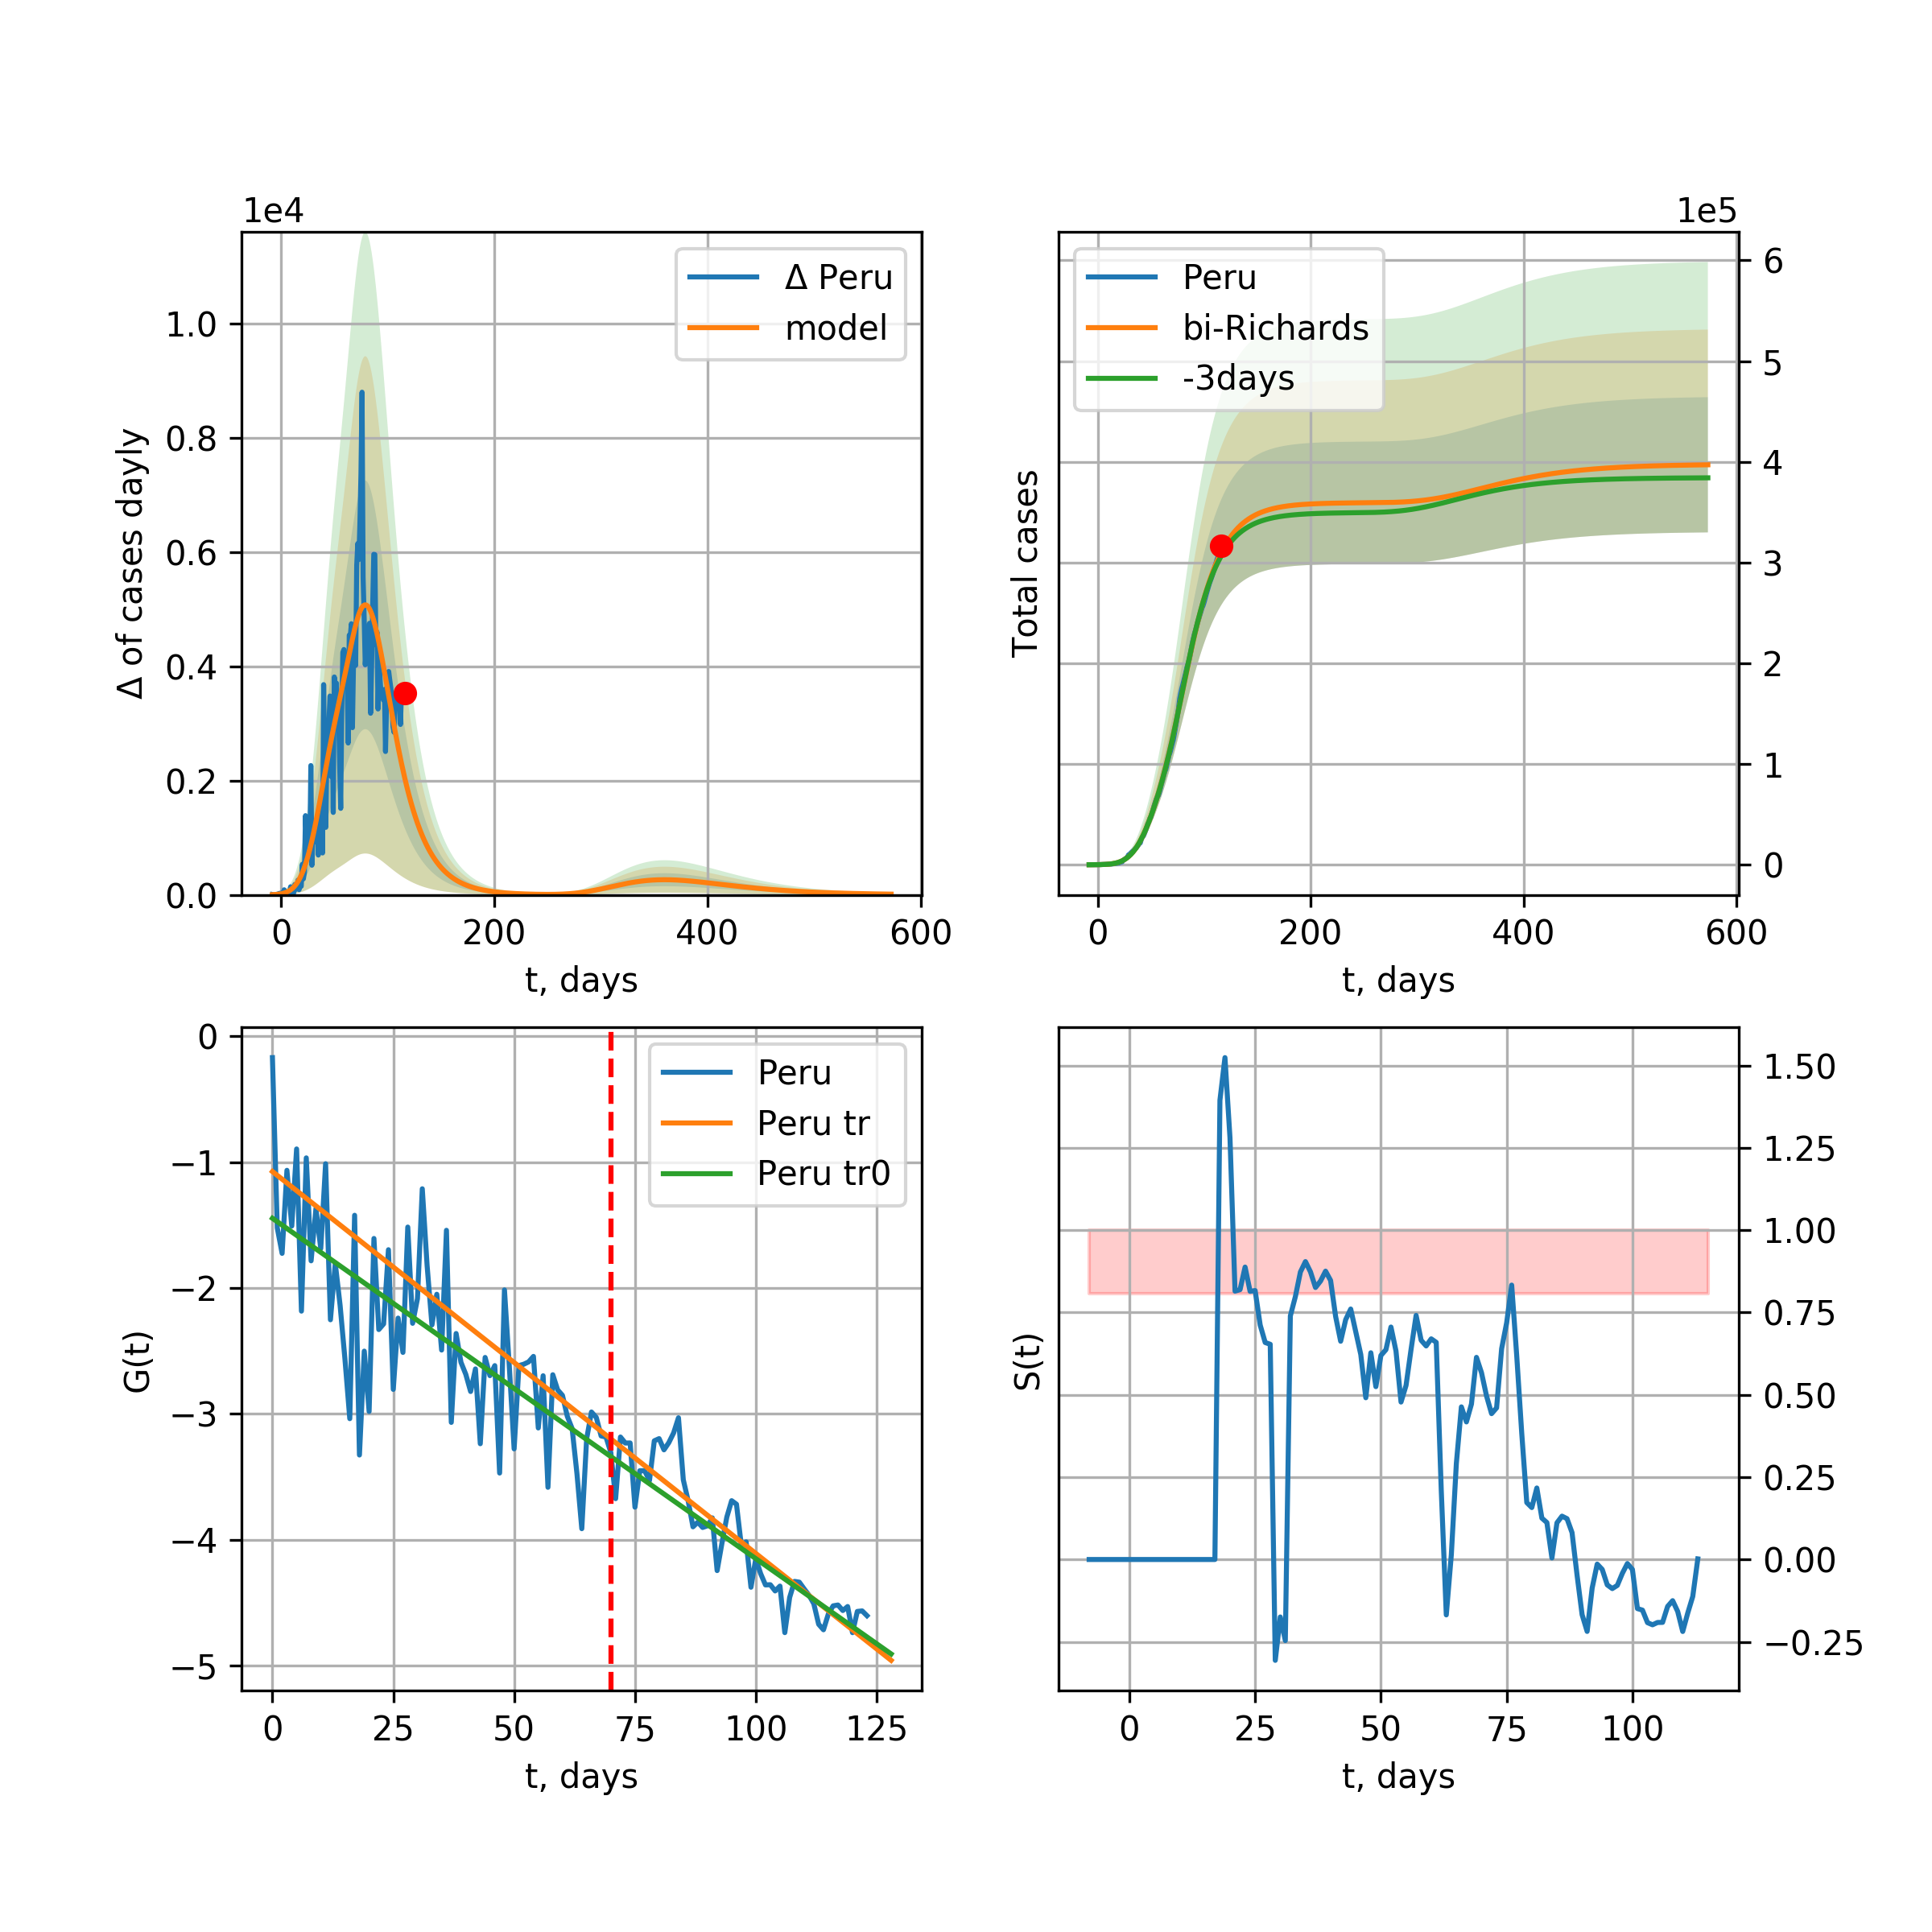 1e4
1e5
Δ Peru
model
Peru
bi-Richards
-3days
Δ of cases dayly
1.0
0.8
0.6
0.4
0.2
0.0
0 200 400 600
t, days
Total cases
6
5
4
3
2
1
0
0 200 400 600
t, days
G(t)
0
−1
−2
−3
−4
−5
Peru
Peru tr
Peru tr0
0 25 50 75 100 125
t, days
S(t)
1.50
1.25
1.00
0.75
0.50
0.25
0.00
−0.25
0 25 50 75 100
t, days